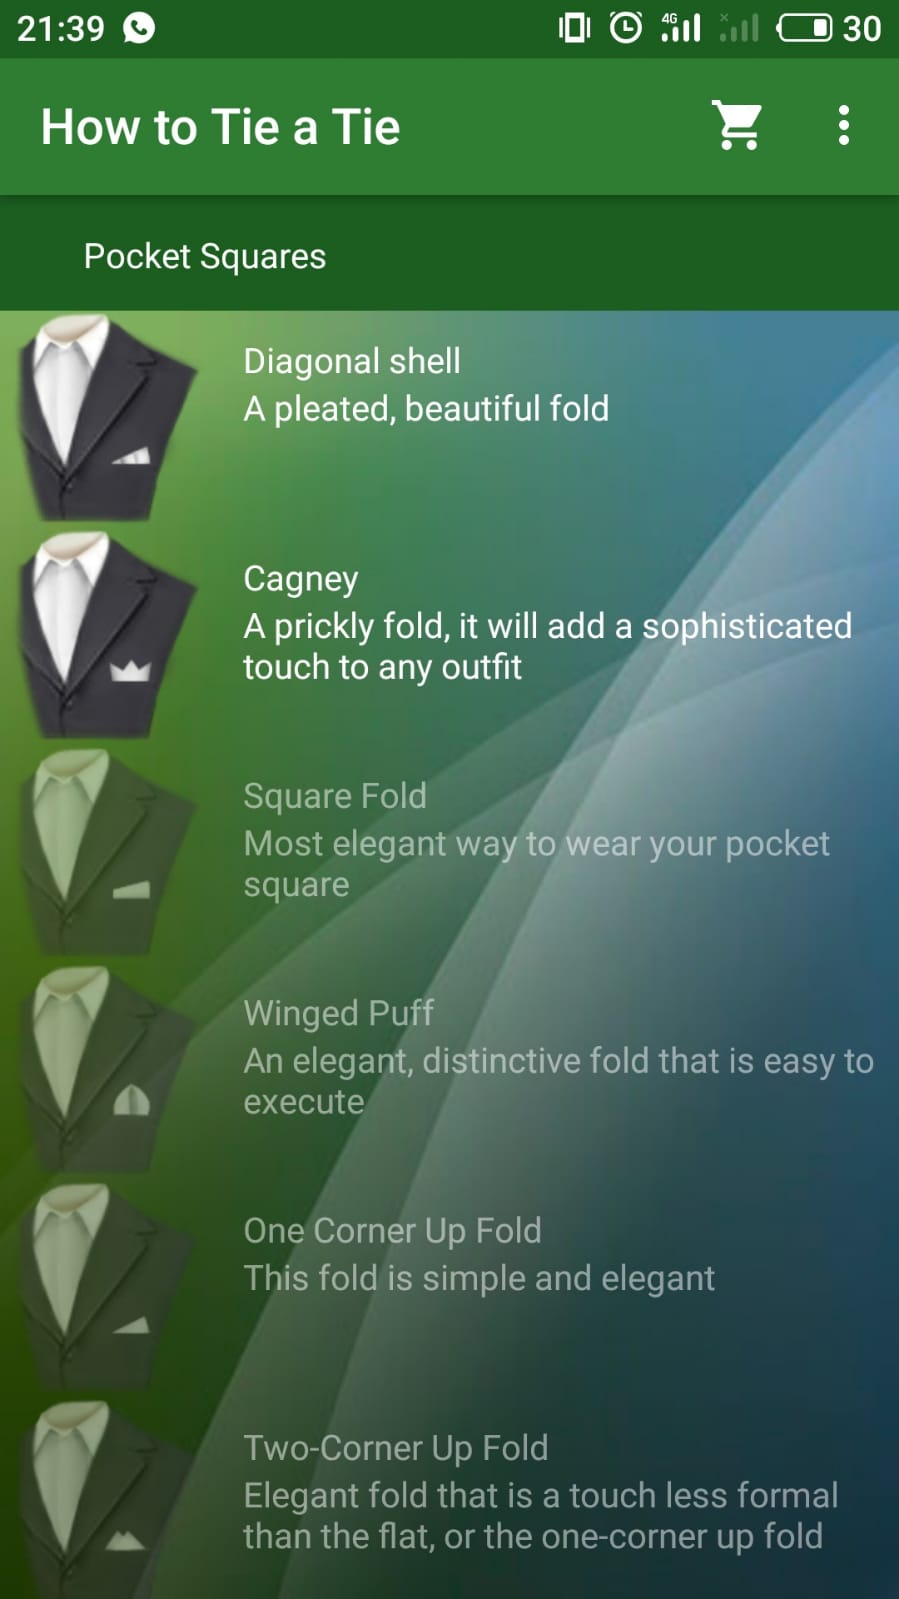 21:39
4G
30
How to Tie a Tie
Pocket Squares
Diagonal shell
A pleated, beautiful fold
Cagney
A prickly fold, it will add a sophisticated
touch to any outfit
Square Fold
Most elegant way to wear your pocket
square
Winged Puff
An elegant, distinctive fold that is easy to
execute
One Corner Up Fold
This fold is simple and elegant
Two-Corner Up Fold
Elegant fold that is a touch less formal
than the flat, or the one-corner up fold